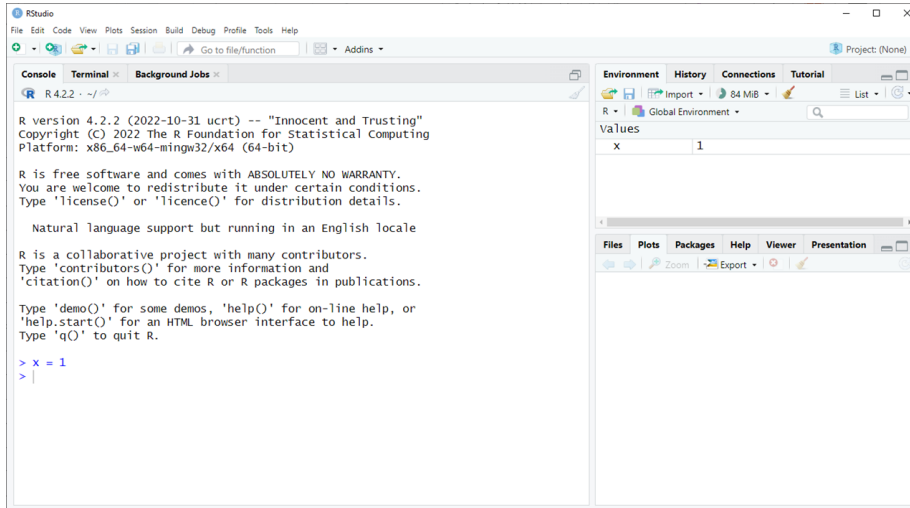 RStudio
File Edit Code View Plots Session Build Debug Profile Tools Help
Go to file/function Addins Project: (None)
Console Terminal Background Jobs
R 4.2.2 · ~/
R version 4.2.2 (2022-10-31 ucrt) -- "Innocent and Trusting"
Copyright (C) 2022 The R Foundation for Statistical Computing
Platform: x86_64-w64-mingw32/x64 (64-bit)
R is free software and comes with ABSOLUTELY NO WARRANTY.
You are welcome to redistribute it under certain conditions.
Type 'license()' or 'licence()' for distribution details.
Natural language support but running in an English locale
R is a collaborative project with many contributors.
Type 'contributors()' for more information and
'citation()' on how to cite R or R packages in publications.
Type 'demo()' for some demos, 'help()' for on-line help, or
'help.start()' for an HTML browser interface to help.
Type 'q()' to quit R.
> x = 1
>
Environment History Connections Tutorial
Import 84 MiB List
R Global Environment
Values
x 1
Files Plots Packages Help Viewer Presentation
Zoom Export